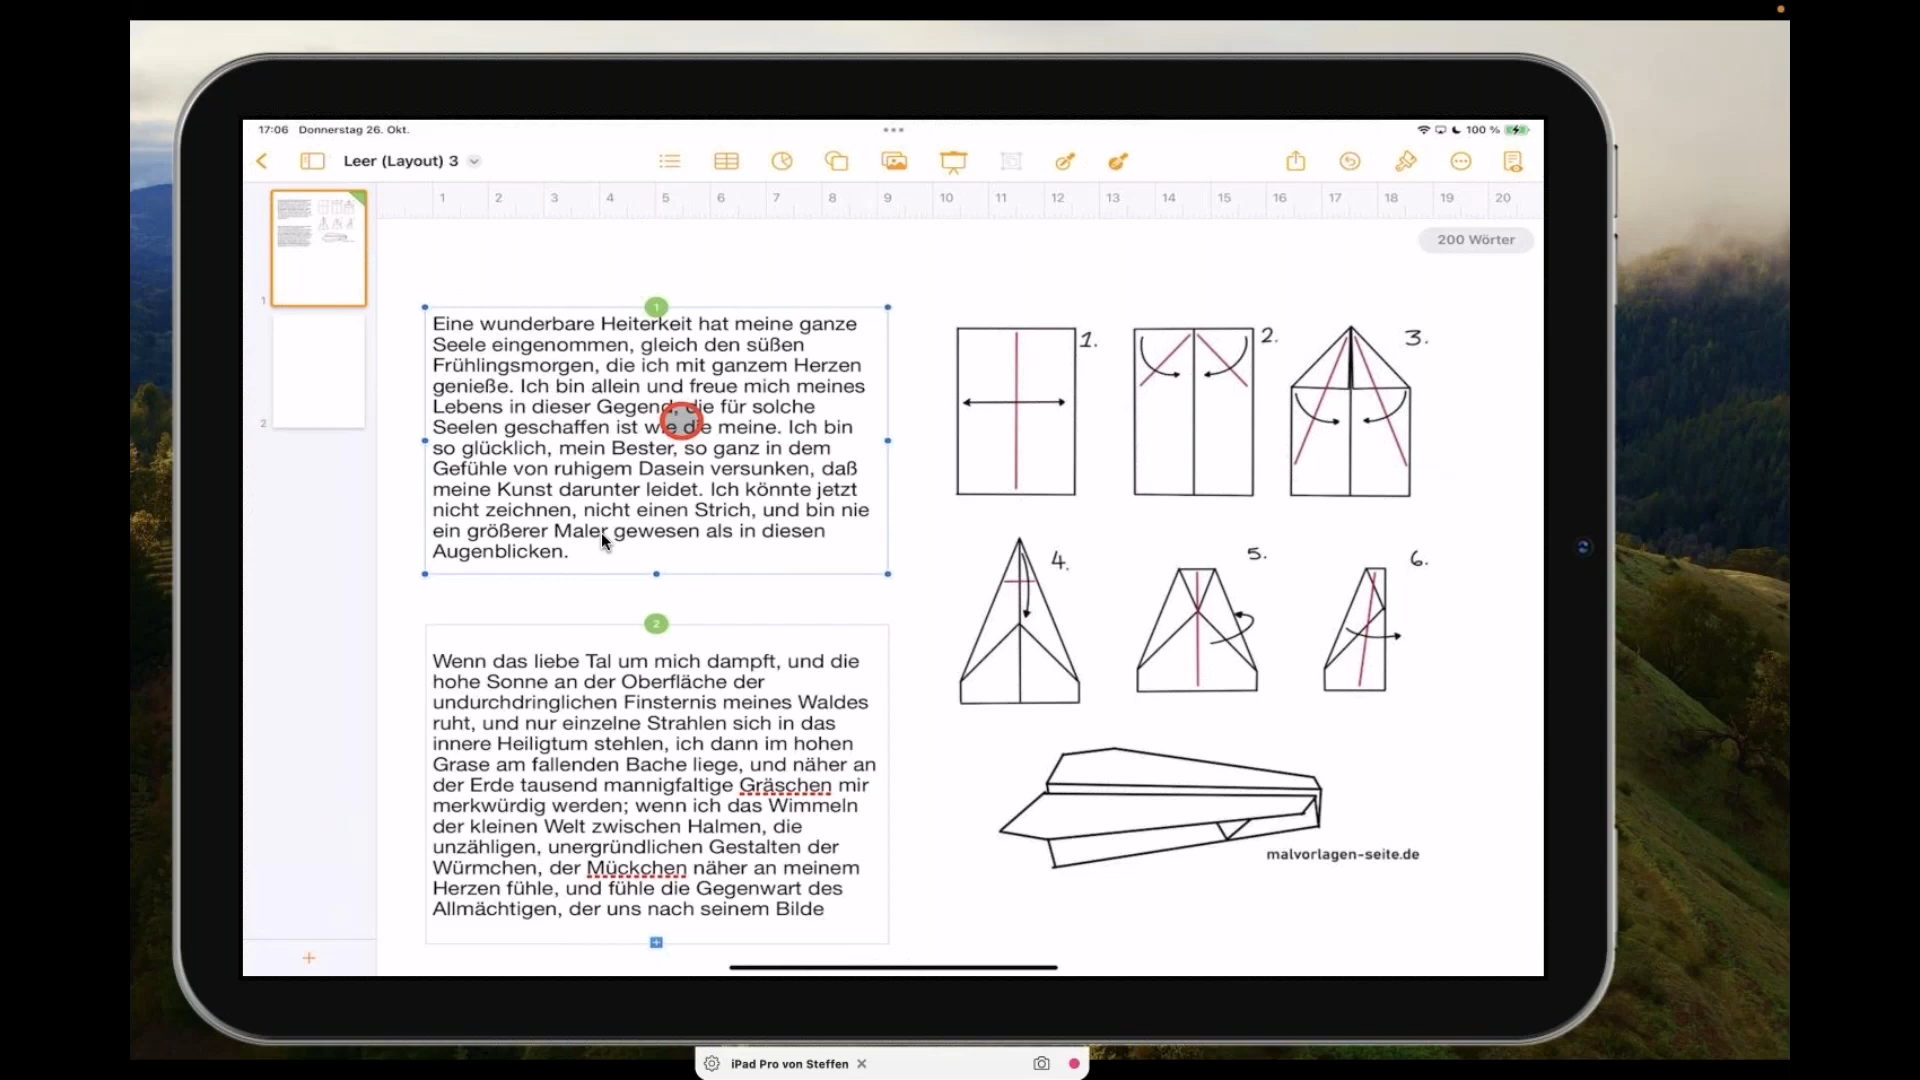 17:06 Donnerstag 26. Okt.
100 %
Leer (Layout) 3
1 2 3 4 5 6 7 8 9 10 11 12 13 14 15 16 17 18 19 20
200 Wörter
1
2
1
Eine wunderbare Heiterkeit hat meine ganze
Seele eingenommen, gleich den süßen
Frühlingsmorgen, die ich mit ganzem Herzen
genieße. Ich bin allein und freue mich meines
Lebens in dieser Gegend, die für solche
Seelen geschaffen ist wie die meine. Ich bin
so glücklich, mein Bester, so ganz in dem
Gefühle von ruhigem Dasein versunken, daß
meine Kunst darunter leidet. Ich könnte jetzt
nicht zeichnen, nicht einen Strich, und bin nie
ein größerer Maler gewesen als in diesen
Augenblicken.
2
Wenn das liebe Tal um mich dampft, und die
hohe Sonne an der Oberfläche der
undurchdringlichen Finsternis meines Waldes
ruht, und nur einzelne Strahlen sich in das
innere Heiligtum stehlen, ich dann im hohen
Grase am fallenden Bache liege, und näher an
der Erde tausend mannigfaltige Gräschen mir
merkwürdig werden; wenn ich das Wimmeln
der kleinen Welt zwischen Halmen, die
unzähligen, unergründlichen Gestalten der
Würmchen, der Mückchen näher an meinem
Herzen fühle, und fühle die Gegenwart des
Allmächtigen, der uns nach seinem Bilde
1. 2. 3.
4. 5. 6.
malvorlagen-seite.de
iPad Pro von Steffen